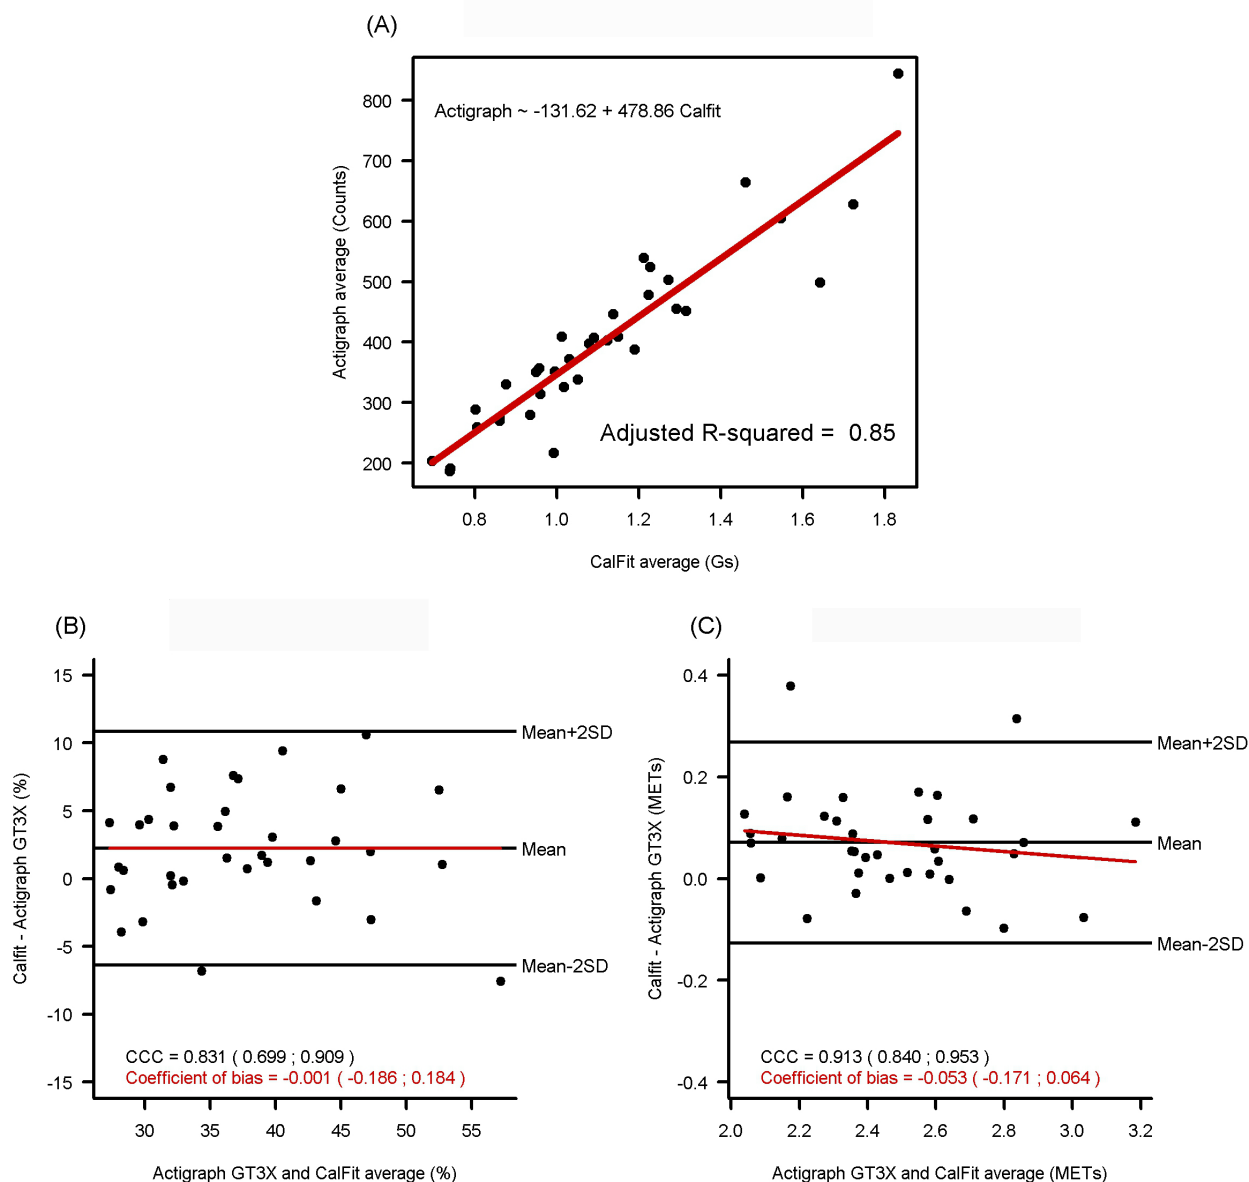 (A)
Actigraph ~ -131.62 + 478.86 Calfit
Adjusted R-squared = 0.85
Actigraph average (Counts)
800
700
600
500
400
300
200
0.8 1.0 1.2 1.4 1.6 1.8
CalFit average (Gs)
(B)
Calfit - Actigraph GT3X (%)
15
10
5
0
-5
-10
-15
Mean+2SD
Mean
Mean-2SD
CCC = 0.831 ( 0.699 ; 0.909 )
Coefficient of bias = -0.001 ( -0.186 ; 0.184 )
30 35 40 45 50 55
Actigraph GT3X and CalFit average (%)
(C)
Calfit - Actigraph GT3X (METs)
0.4
0.2
0.0
-0.2
-0.4
Mean+2SD
Mean
Mean-2SD
CCC = 0.913 ( 0.840 ; 0.953 )
Coefficient of bias = -0.053 ( -0.171 ; 0.064 )
2.0 2.2 2.4 2.6 2.8 3.0 3.2
Actigraph GT3X and CalFit average (METs)